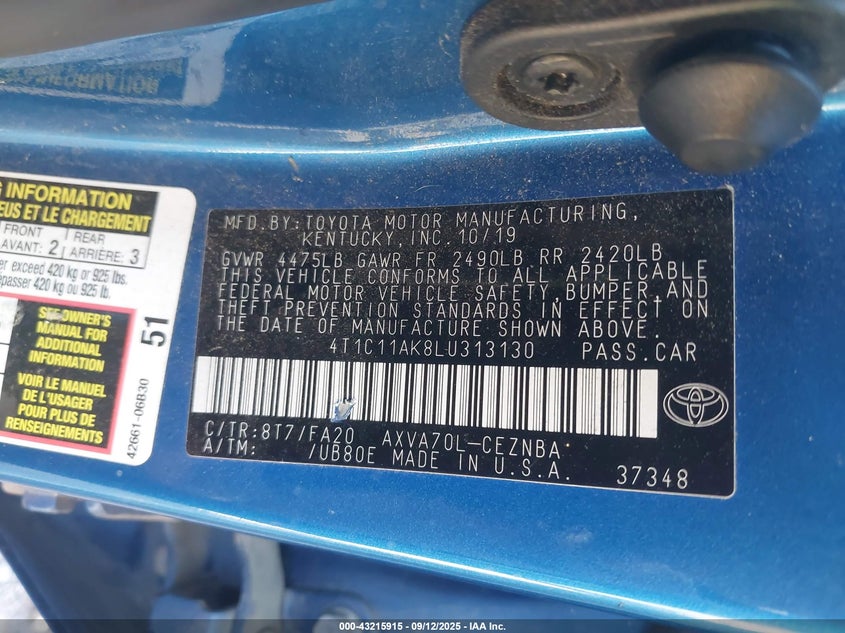 G INFORMATION
EUS ET LE CHARGEMENT
FRONT
AVANT: 2
REAR
ARRIÈRE: 3
er exceed 420 kg or 925 lbs.
épasser 420 kg ou 925 lb.
SEE OWNER'S
MANUAL FOR
ADDITIONAL
INFORMATION
VOIR LE MANUEL
DE L'USAGER
POUR PLUS DE
RENSEIGNEMENTS
51
42661-06B30
MFD.BY:TOYOTA MOTOR MANUFACTURING,
KENTUCKY, INC. 10/19
GVWR 4475LB GAWR FR 2490LB RR 2420LB
THIS VEHICLE CONFORMS TO ALL APPLICABLE
FEDERAL MOTOR VEHICLE SAFETY, BUMPER, AND
THEFT PREVENTION STANDARDS IN EFFECT ON
THE DATE OF MANUFACTURE SHOWN ABOVE.
4T1C11AK8LU313130 PASS.CAR
C/TR:8T7/FA20 AXVA70L-CEZNBA
A/TM: /UB80E MADE IN U.S.A.
37348
000-43215915 - 09/12/2025 - IAA Inc.